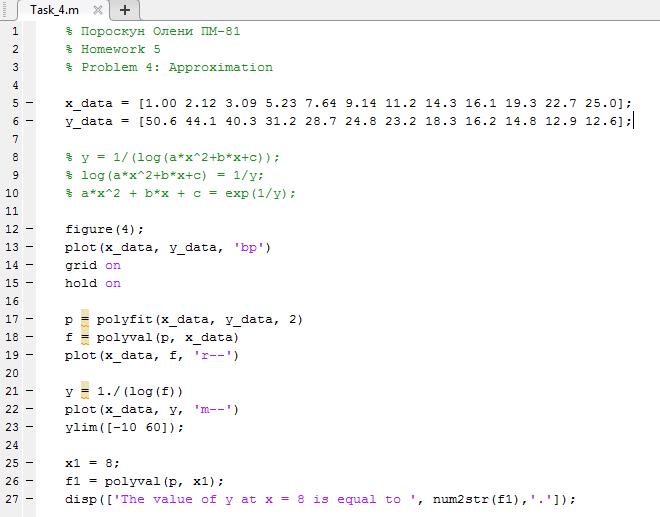 Task_4.m
1 % Пороскун Олени ПМ-81
2 % Homework 5
3 % Problem 4: Approximation
4
5 x_data = [1.00 2.12 3.09 5.23 7.64 9.14 11.2 14.3 16.1 19.3 22.7 25.0];
6 y_data = [50.6 44.1 40.3 31.2 28.7 24.8 23.2 18.3 16.2 14.8 12.9 12.6];
7
8 % y = 1/(log(a*x^2+b*x+c));
9 % log(a*x^2+b*x+c) = 1/y;
10 % a*x^2 + b*x + c = exp(1/y);
11
12 figure(4);
13 plot(x_data, y_data, 'bp')
14 grid on
15 hold on
16
17 p = polyfit(x_data, y_data, 2)
18 f = polyval(p, x_data)
19 plot(x_data, f, 'r--')
20
21 y = 1./(log(f))
22 plot(x_data, y, 'm--')
23 ylim([-10 60]);
24
25 x1 = 8;
26 f1 = polyval(p, x1);
27 disp(['The value of y at x = 8 is equal to ', num2str(f1),'.']);